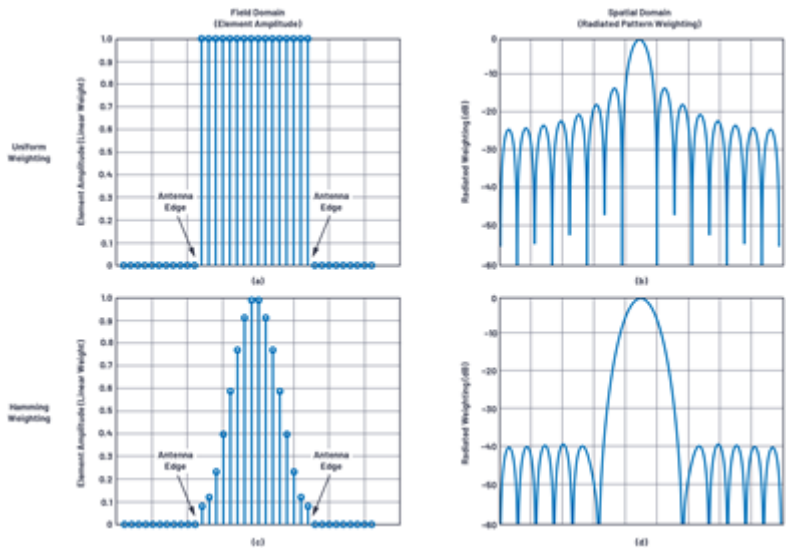 Field Domain
(Element Amplitude)
Spatial Domain
(Radiated Pattern Weighting)
Uniform
Weighting
Element Amplitude (Linear Weight)
1.0
0.9
0.8
0.7
0.6
0.5
0.4
0.3
0.2
0.1
0
Antenna
Edge
Antenna
Edge
(a)
Radiated Weighting (dB)
0
-10
-20
-30
-40
-50
-60
(b)
Hamming
Weighting
Element Amplitude (Linear Weight)
1.0
0.9
0.8
0.7
0.6
0.5
0.4
0.3
0.2
0.1
0
Antenna
Edge
Antenna
Edge
(c)
Radiated Weighting (dB)
0
-10
-20
-30
-40
-50
-60
(d)